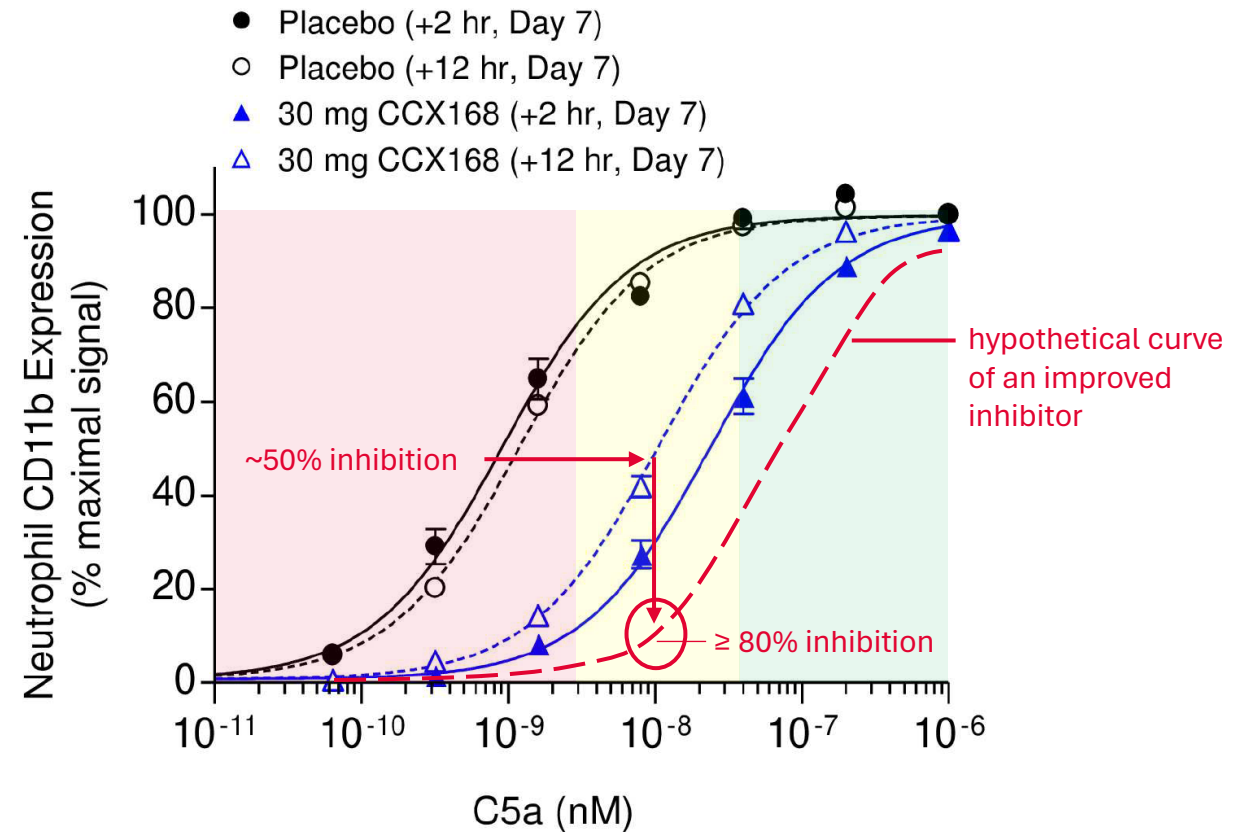 Placebo (+2 hr, Day 7)
Placebo (+12 hr, Day 7)
30 mg CCX168 (+2 hr, Day 7)
30 mg CCX168 (+12 hr, Day 7)
Neutrophil CD11b Expression
(% maximal signal)
100
80
60
40
20
0
hypothetical curve
of an improved
inhibitor
~50% inhibition
≥ 80% inhibition
10⁻¹¹ 10⁻¹⁰ 10⁻⁹ 10⁻⁸ 10⁻⁷ 10⁻⁶
C5a (nM)